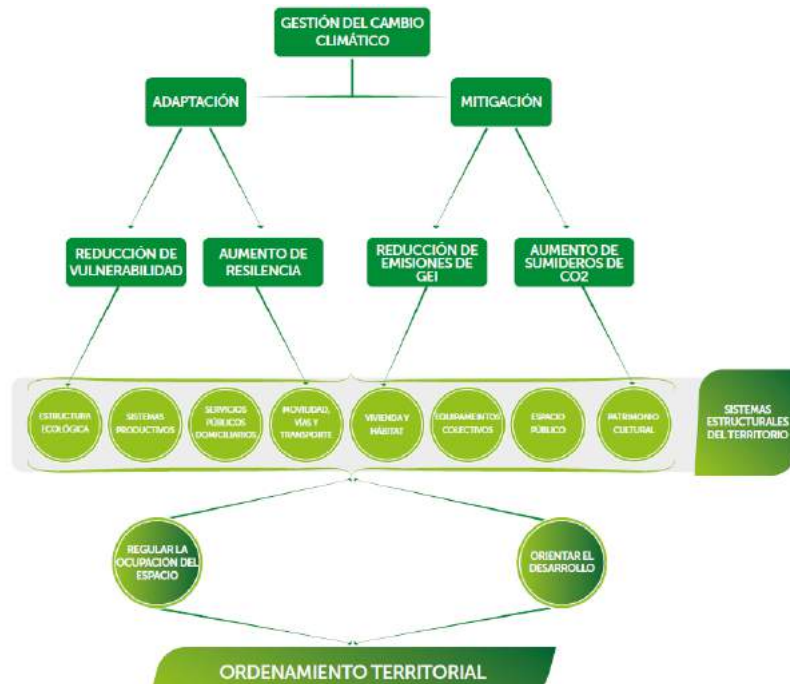 GESTIÓN DEL CAMBIO
CLIMÁTICO
ADAPTACIÓN
MITIGACIÓN
REDUCCIÓN DE
VULNERABILIDAD
AUMENTO DE
RESILENCIA
REDUCCIÓN DE
EMISIONES DE
GEI
AUMENTO DE
SUMIDEROS DE
CO2
ESTRUCTURA
ECOLÓGICA
SISTEMAS
PRODUCTIVOS
SERVICIOS
PÚBLICOS
DOMICILIARIOS
MOVILIDAD,
VÍAS Y
TRANSPORTE
VIVIENDA Y
HÁBITAT
EQUIPAMEINTOS
COLECTIVOS
ESPACIO
PÚBLICO
PATRIMONIO
CULTURAL
SISTEMAS
ESTRUCTURALES
DEL TERRITORIO
REGULAR LA
OCUPACIÓN DEL
ESPACIO
ORIENTAR EL
DESARROLLO
ORDENAMIENTO TERRITORIAL